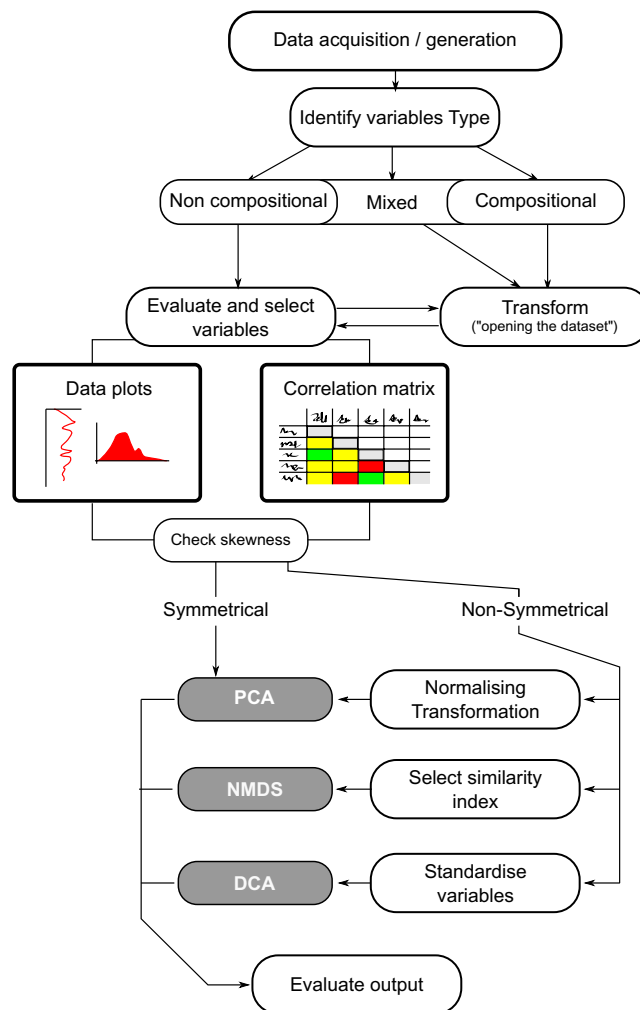 Data acquisition / generation
Identify variables Type
Non compositional
Mixed
Compositional
Evaluate and select
variables
Transform
("opening the dataset")
Data plots
Correlation matrix
Check skewness
Symmetrical
Non-Symmetrical
PCA
Normalising
Transformation
NMDS
Select similarity
index
DCA
Standardise
variables
Evaluate output